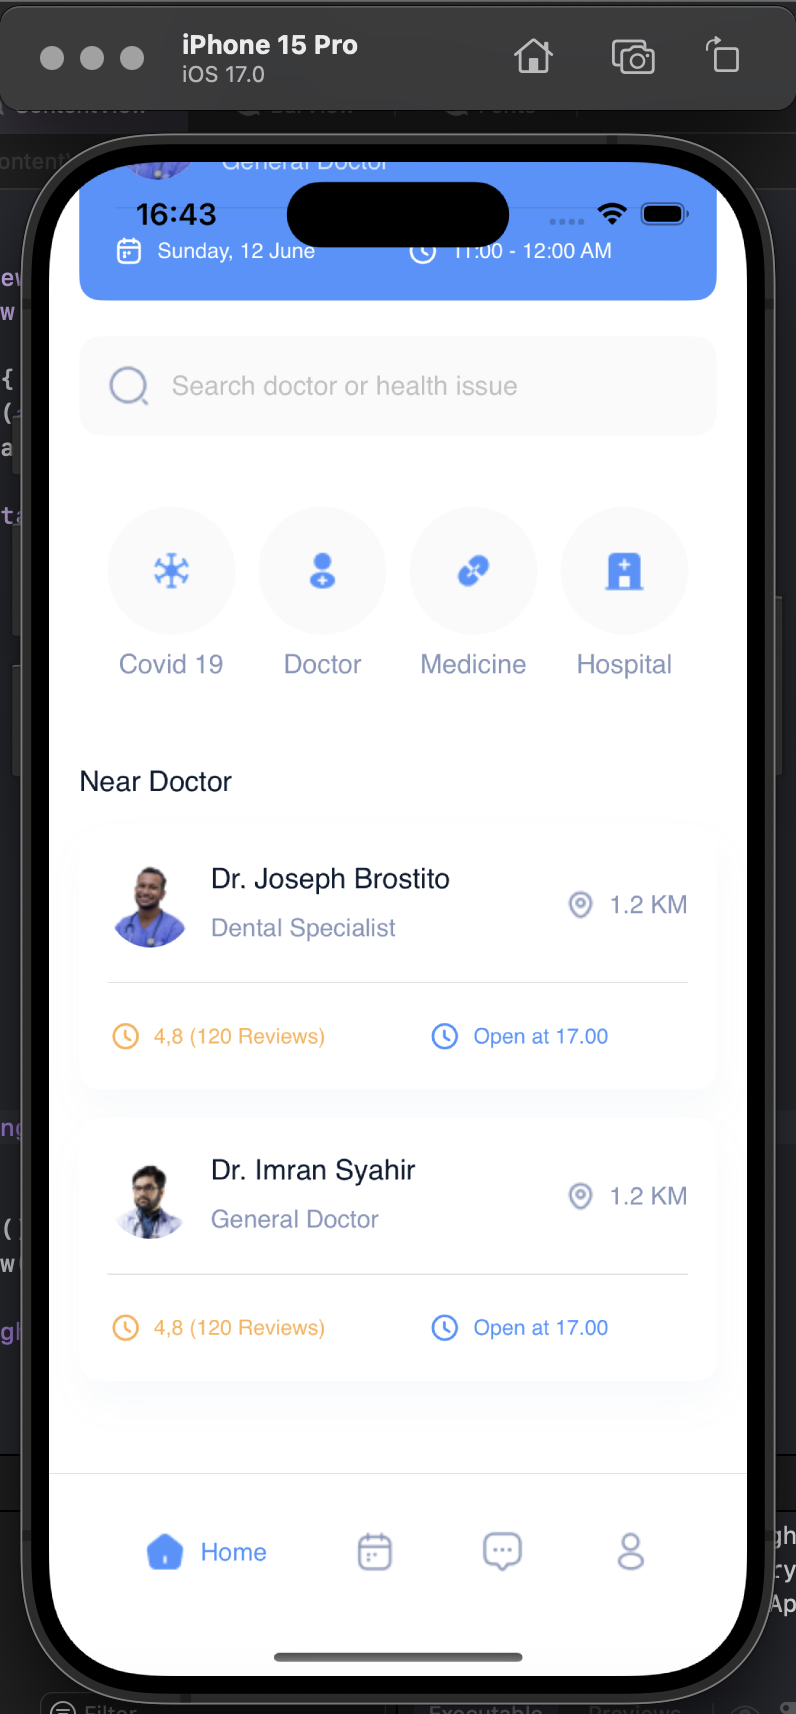 iPhone 15 Pro
iOS 17.0
General Doctor
16:43
Sunday, 12 June
11:00 - 12:00 AM
Search doctor or health issue
Covid 19
Doctor
Medicine
Hospital
Near Doctor
Dr. Joseph Brostito
Dental Specialist
1.2 KM
4,8 (120 Reviews)
Open at 17.00
Dr. Imran Syahir
General Doctor
1.2 KM
4,8 (120 Reviews)
Open at 17.00
Home
Filter
Executable
Previews